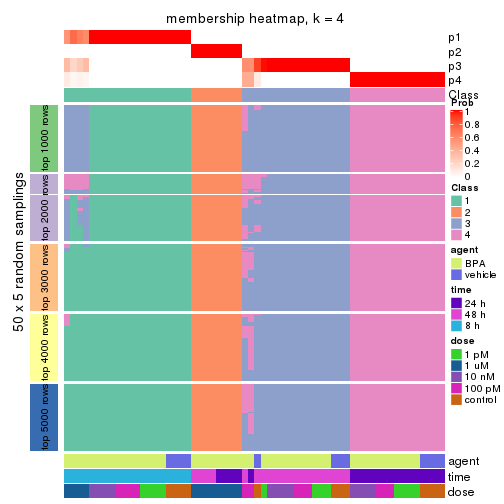 membership heatmap, k = 4
p1
p2
p3
p4
Class
50 x 5 random samplings
top 1000 rows
top 2000 rows
top 3000 rows
top 4000 rows
top 5000 rows
agent
time
dose
Prob
1
0.8
0.6
0.4
0.2
0
Class
1
2
3
4
agent
BPA
vehicle
time
24 h
48 h
8 h
dose
1 pM
1 uM
10 nM
100 pM
control